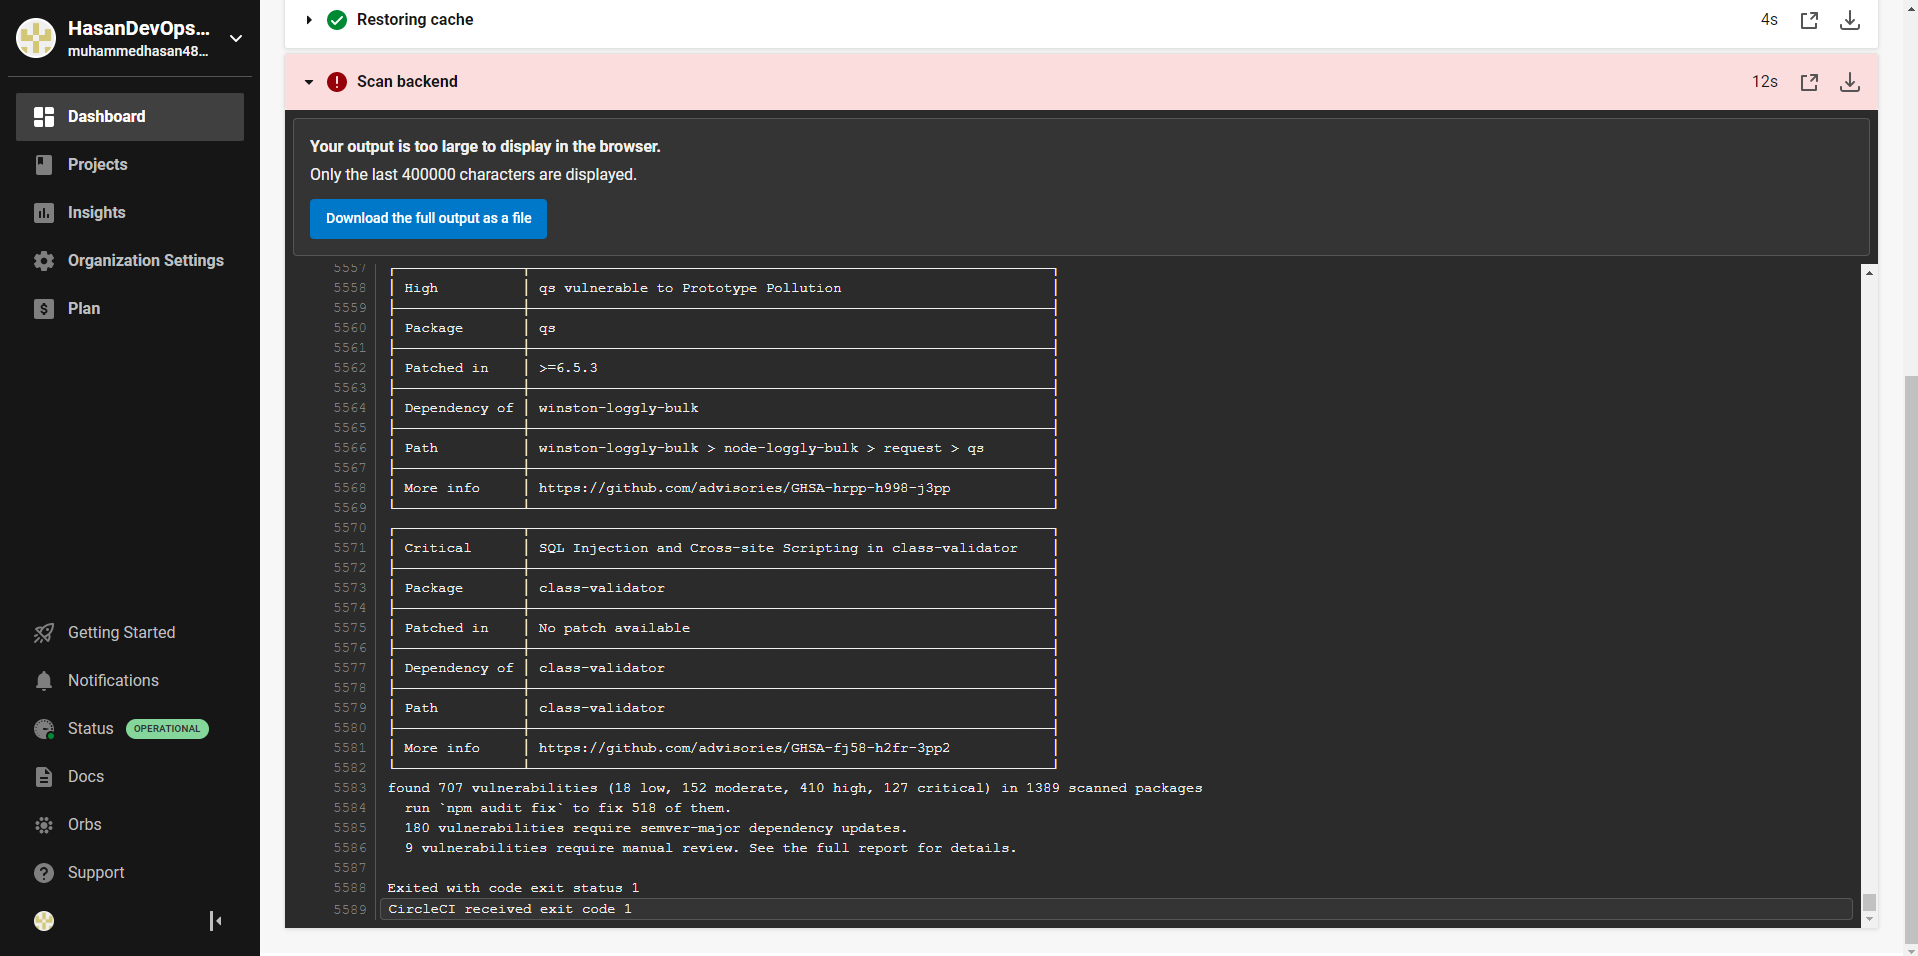 HasanDevOps...
muhammedhasan48...
Dashboard
Projects
Insights
Organization Settings
Plan
Getting Started
Notifications
Status OPERATIONAL
Docs
Orbs
Support
Restoring cache 4s
Scan backend 12s
Your output is too large to display in the browser.
Only the last 400000 characters are displayed.
Download the full output as a file
5557
5558 High qs vulnerable to Prototype Pollution
5559
5560 Package qs
5561
5562 Patched in >=6.5.3
5563
5564 Dependency of winston-loggly-bulk
5565
5566 Path winston-loggly-bulk > node-loggly-bulk > request > qs
5567
5568 More info https://github.com/advisories/GHSA-hrpp-h998-j3pp
5569
5570
5571 Critical SQL Injection and Cross-site Scripting in class-validator
5572
5573 Package class-validator
5574
5575 Patched in No patch available
5576
5577 Dependency of class-validator
5578
5579 Path class-validator
5580
5581 More info https://github.com/advisories/GHSA-fj58-h2fr-3pp2
5582
5583 found 707 vulnerabilities (18 low, 152 moderate, 410 high, 127 critical) in 1389 scanned packages
5584 run `npm audit fix` to fix 518 of them.
5585 180 vulnerabilities require semver-major dependency updates.
5586 9 vulnerabilities require manual review. See the full report for details.
5587
5588 Exited with code exit status 1
5589 CircleCI received exit code 1